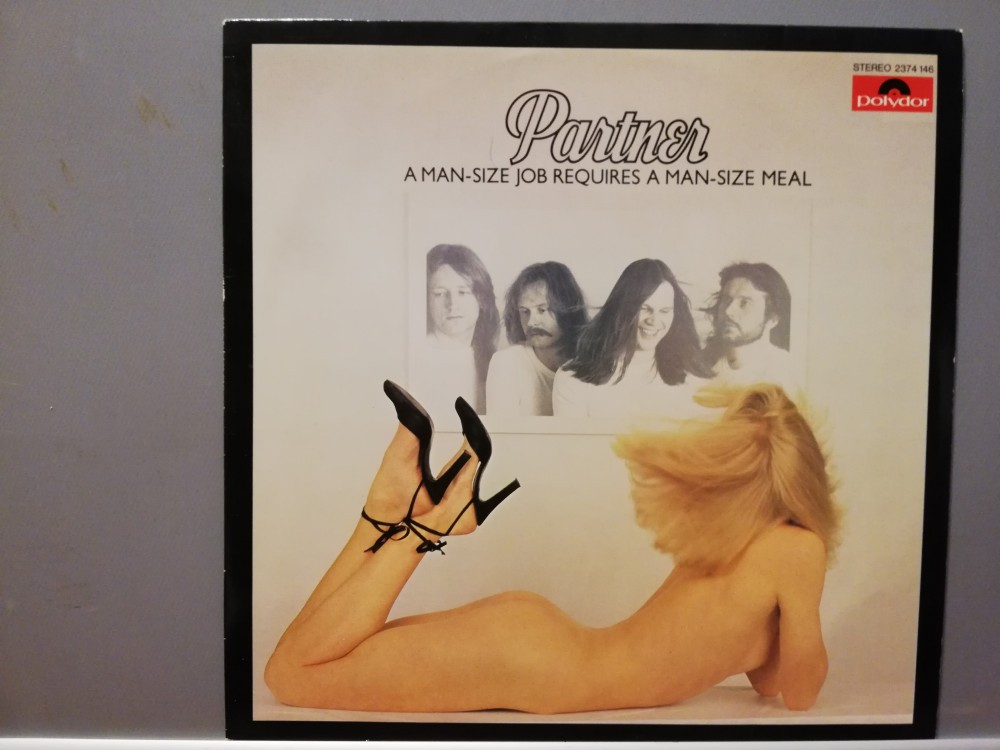 STEREO 2374 146
polydor
Partner
A MAN-SIZE JOB REQUIRES A MAN-SIZE MEAL